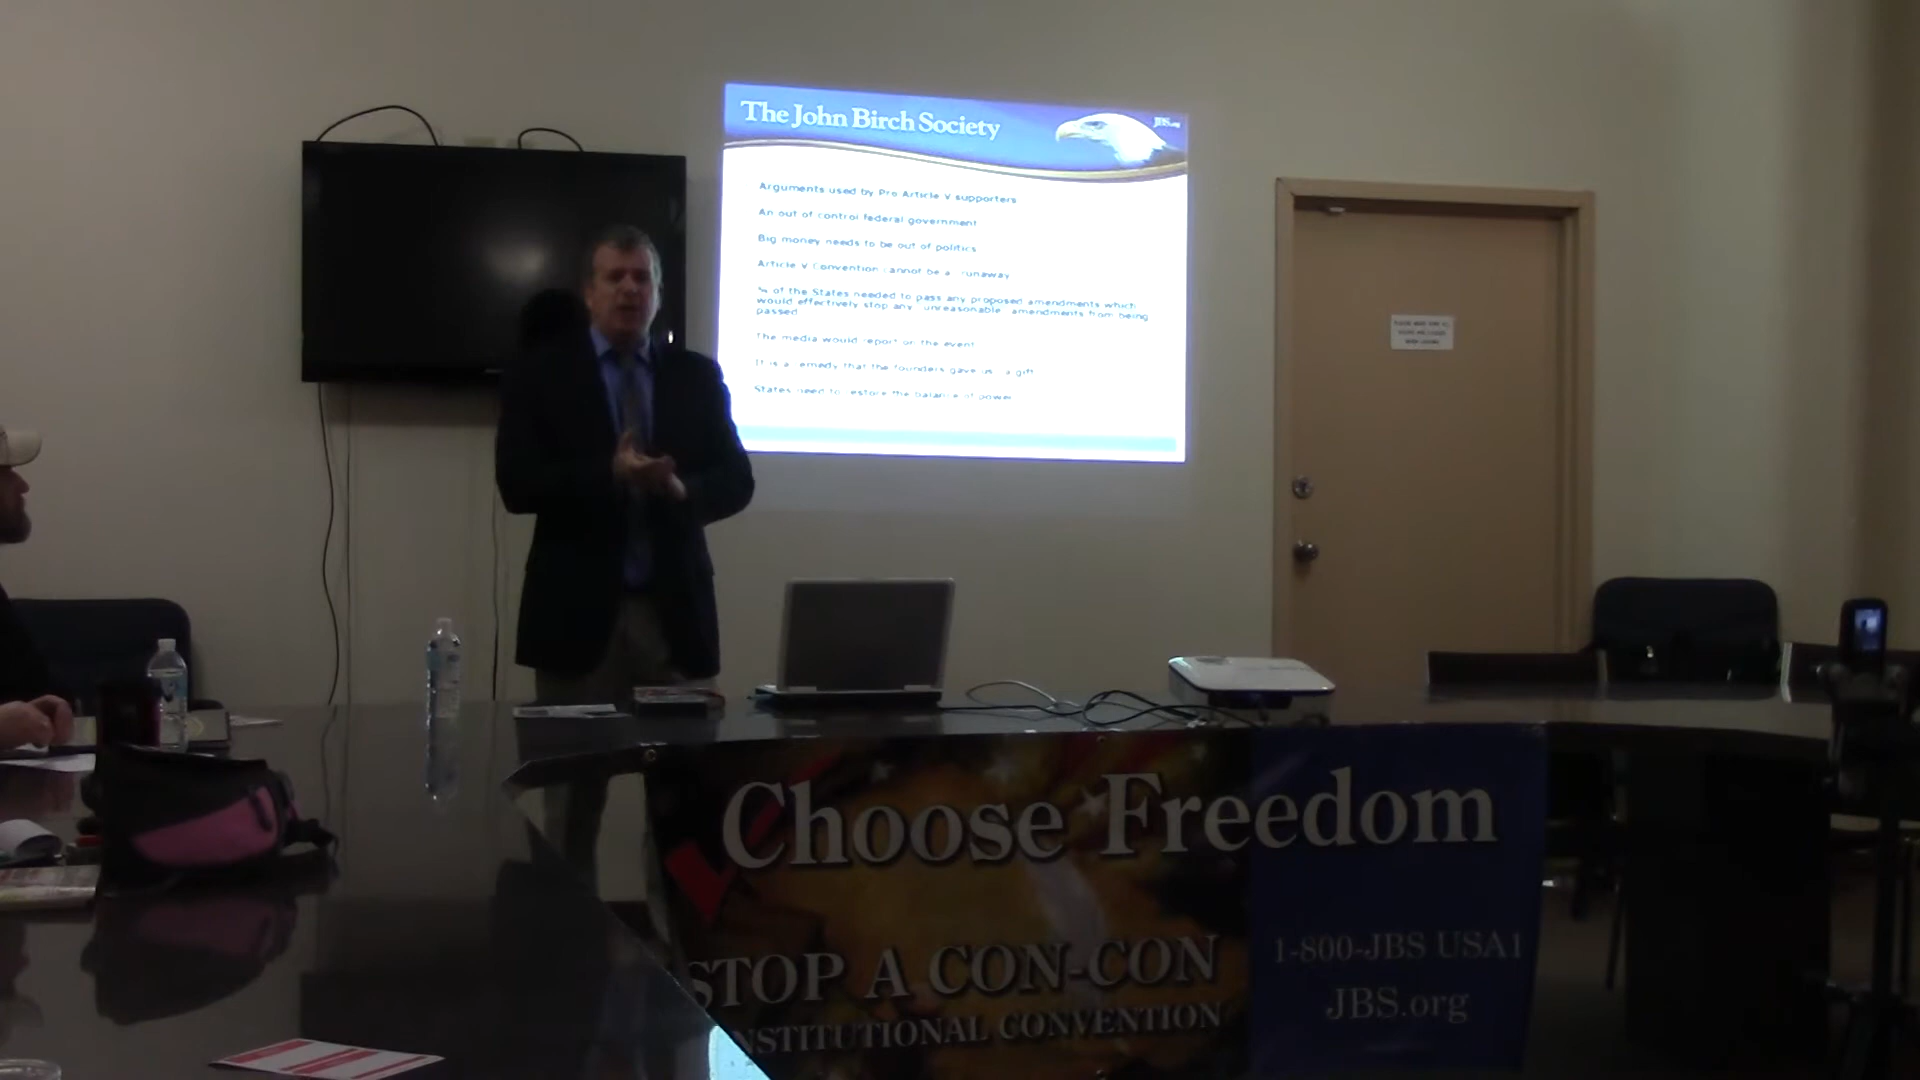 The John Birch Society
JBS.org
Arguments used by Pro Article V supporters
An out of control federal government
Big money needs to be out of politics
Article V Convention cannot be a runaway
¾ of the States needed to pass any proposed amendments which
would effectively stop any unreasonable amendments from being
passed
The media would report on the event
It is a remedy that the founders gave us a gift
States need to restore the balance of power
Choose Freedom
STOP A CON-CON
NSTITUTIONAL CONVENTION
1-800-JBS USA1
JBS.org